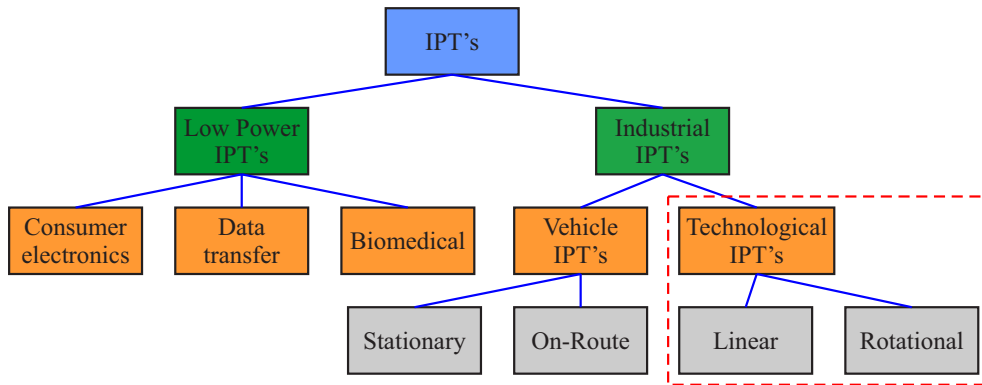 IPT's
Low Power
IPT's
Industrial
IPT's
Consumer
electronics
Data
transfer
Biomedical
Vehicle
IPT's
Technological
IPT's
Stationary
On-Route
Linear
Rotational